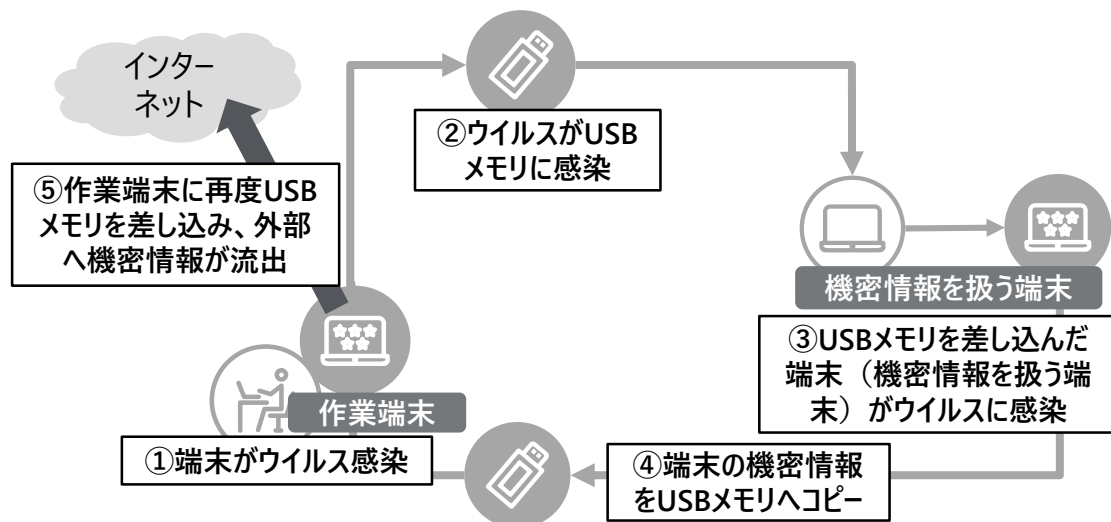 インター
ネット
②ウイルスがUSB
メモリに感染
⑤作業端末に再度USB
メモリを差し込み、外部
へ機密情報が流出
機密情報を扱う端末
③USBメモリを差し込んだ
端末（機密情報を扱う端
末）がウイルスに感染
作業端末
①端末がウイルス感染
④端末の機密情報
をUSBメモリへコピー